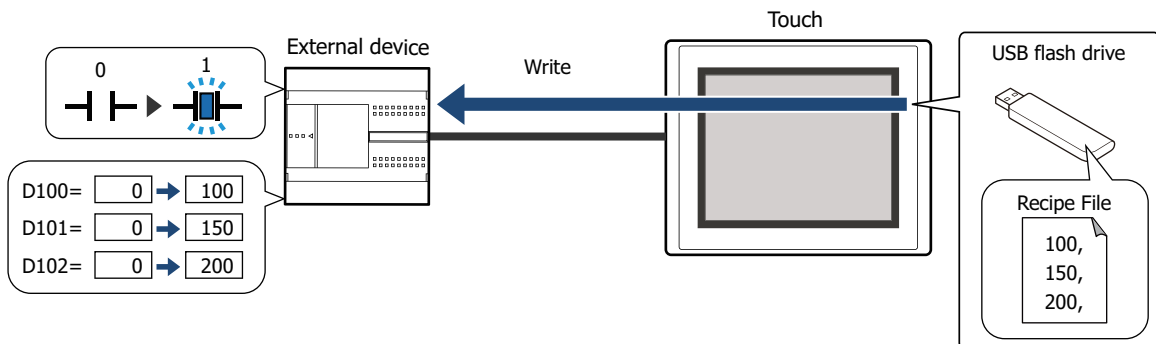 Touch
External device
USB flash drive
Write
0 1
D100= 0 100
D101= 0 150
D102= 0 200
Recipe File
100,
150,
200,